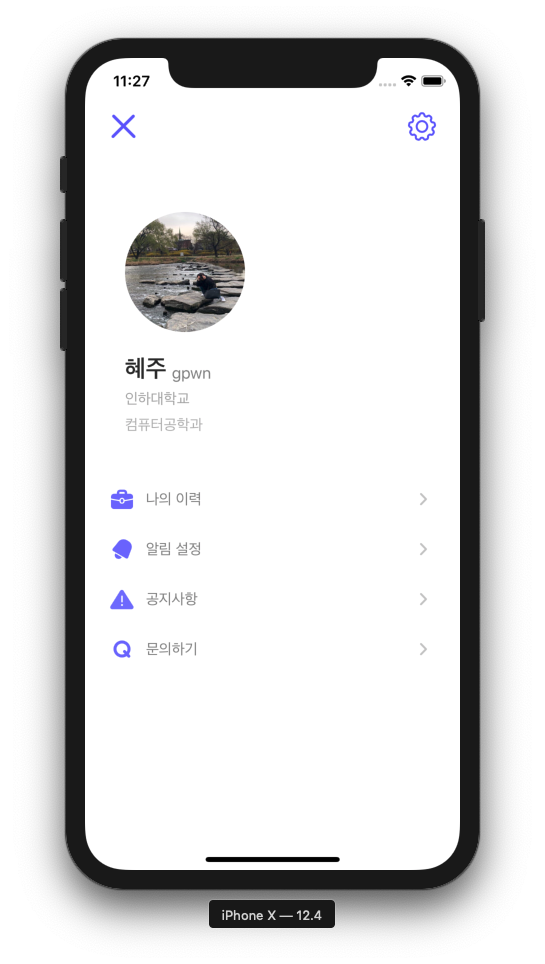 11:27
혜주 gpwn
인하대학교
컴퓨터공학과
나의 이력
알림 설정
공지사항
문의하기
iPhone X — 12.4